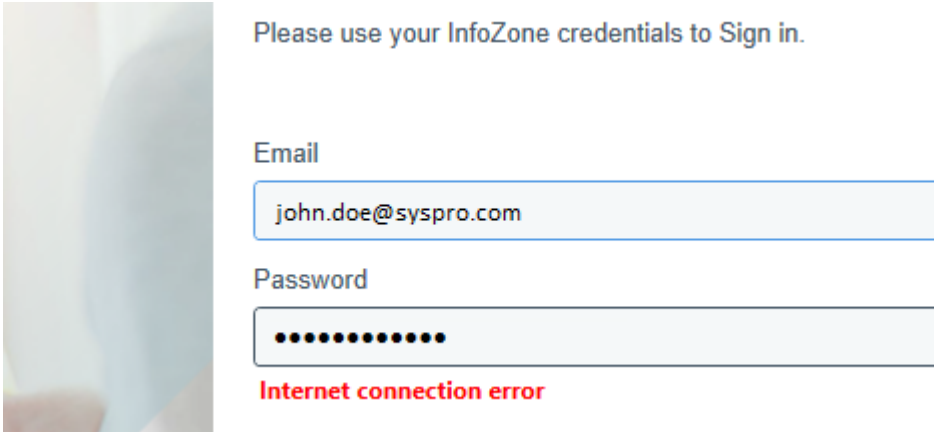 Please use your InfoZone credentials to Sign in.
Email
john.doe@syspro.com
Password
••••••••••••
Internet connection error